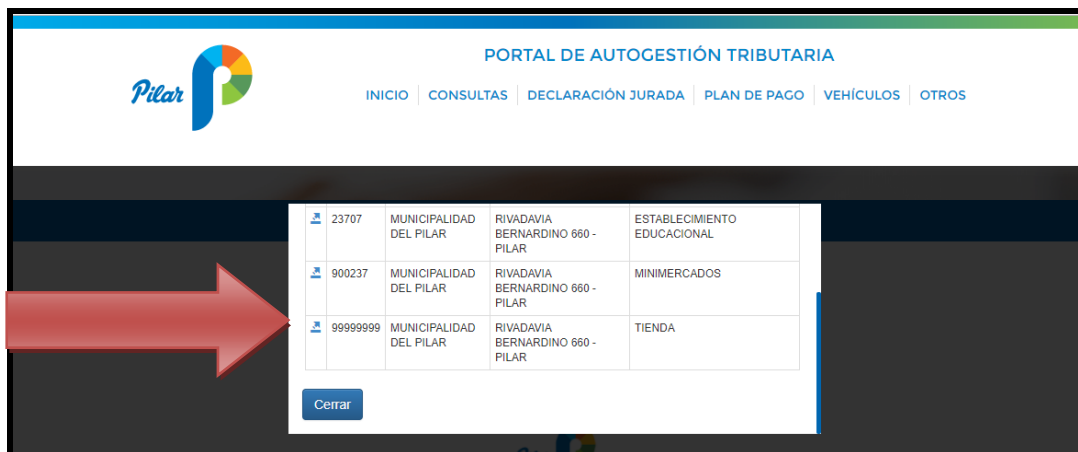 PORTAL DE AUTOGESTIÓN TRIBUTARIA
Pilar
INICIO CONSULTAS DECLARACIÓN JURADA PLAN DE PAGO VEHÍCULOS OTROS
23707 MUNICIPALIDAD RIVADAVIA ESTABLECIMIENTO
DEL PILAR BERNARDINO 660 - EDUCACIONAL
PILAR
900237 MUNICIPALIDAD RIVADAVIA MINIMERCADOS
DEL PILAR BERNARDINO 660 -
PILAR
99999999 MUNICIPALIDAD RIVADAVIA TIENDA
DEL PILAR BERNARDINO 660 -
PILAR
Cerrar